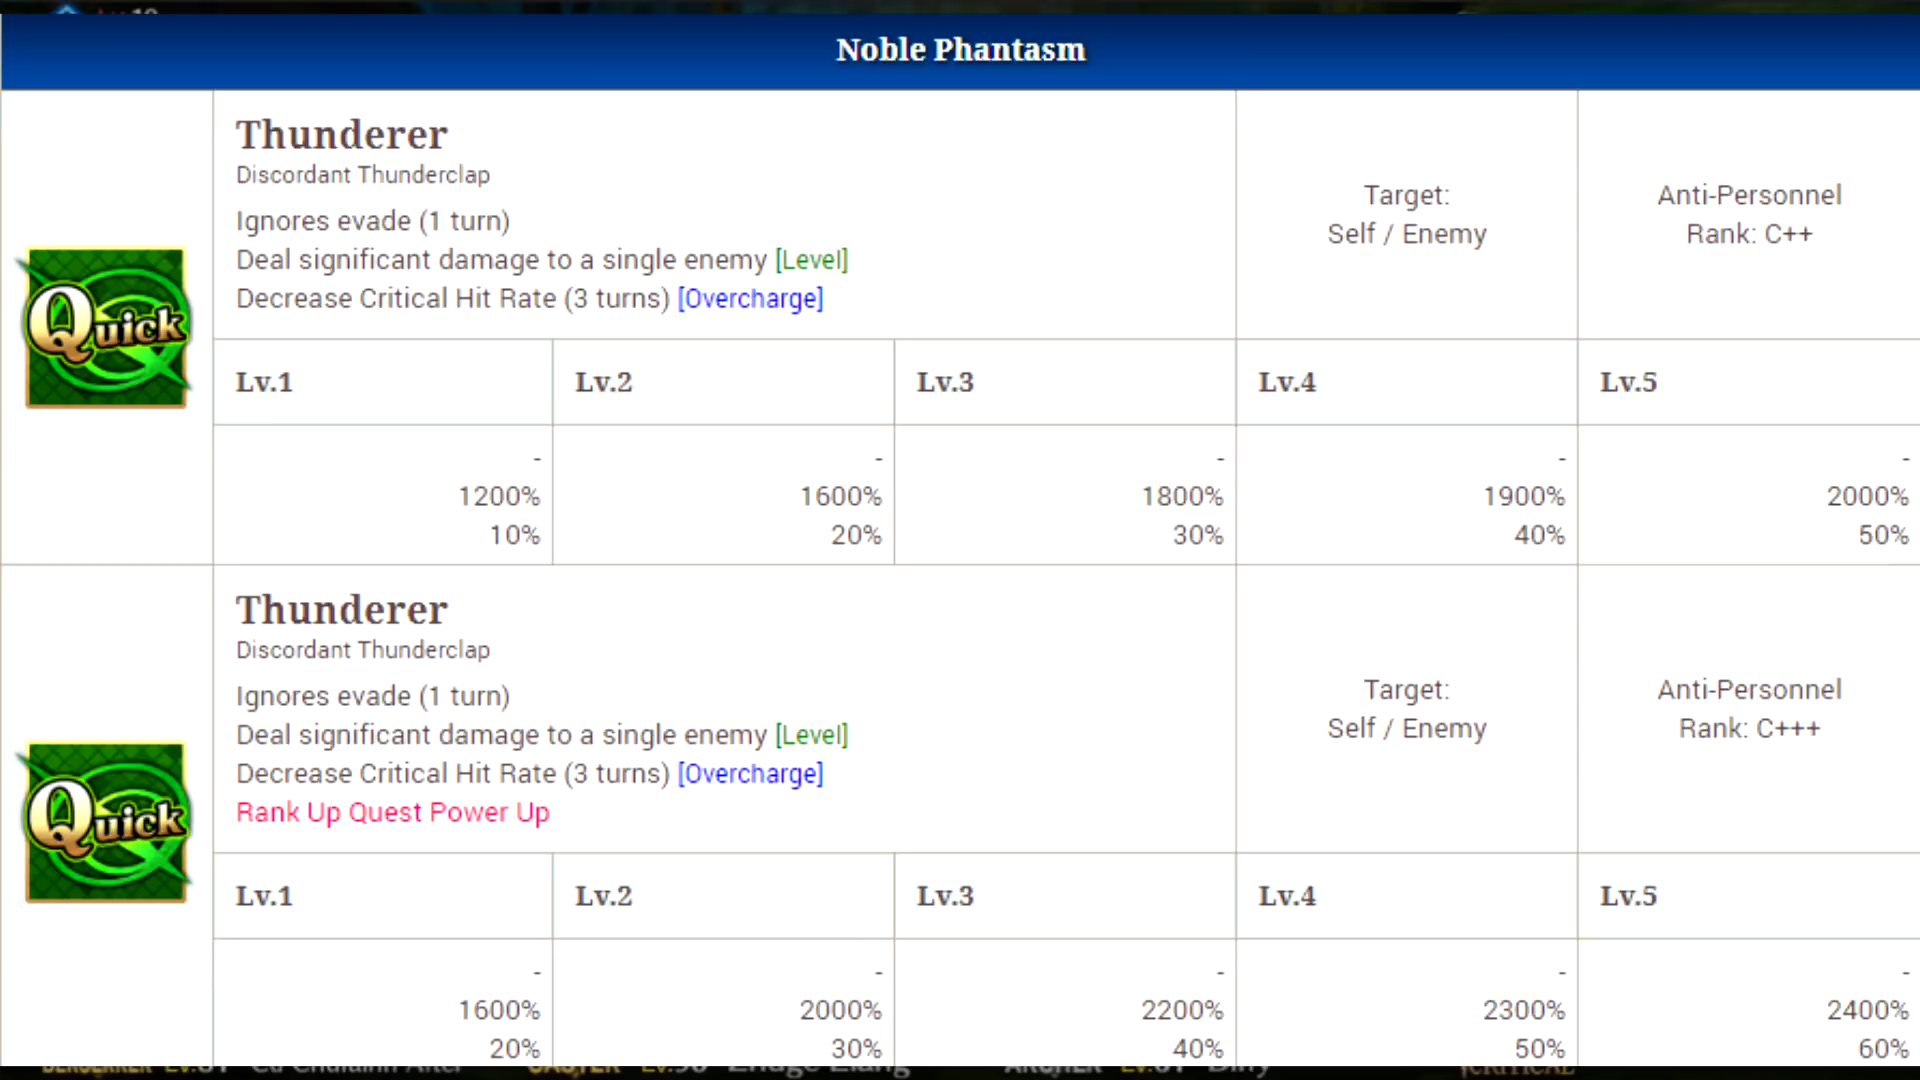 Noble Phantasm
Thunderer
Discordant Thunderclap
Ignores evade (1 turn)
Deal significant damage to a single enemy [Level]
Decrease Critical Hit Rate (3 turns) [Overcharge]
Target:
Self / Enemy
Anti-Personnel
Rank: C++
Quick
Lv.1 Lv.2 Lv.3 Lv.4 Lv.5
- - - - -
1200% 1600% 1800% 1900% 2000%
10% 20% 30% 40% 50%
Thunderer
Discordant Thunderclap
Ignores evade (1 turn)
Deal significant damage to a single enemy [Level]
Decrease Critical Hit Rate (3 turns) [Overcharge]
Rank Up Quest Power Up
Target:
Self / Enemy
Anti-Personnel
Rank: C+++
Quick
Lv.1 Lv.2 Lv.3 Lv.4 Lv.5
- - - - -
1600% 2000% 2200% 2300% 2400%
20% 30% 40% 50% 60%